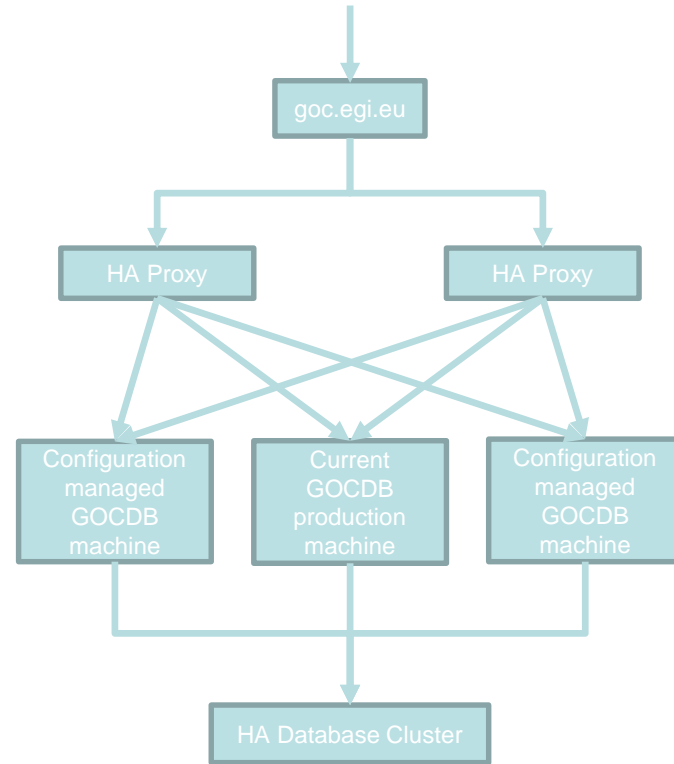 goc.egi.eu
HA Proxy
HA Proxy
Configuration
managed
GOCDB
machine
Current
GOCDB
production
machine
Configuration
managed
GOCDB
machine
HA Database Cluster